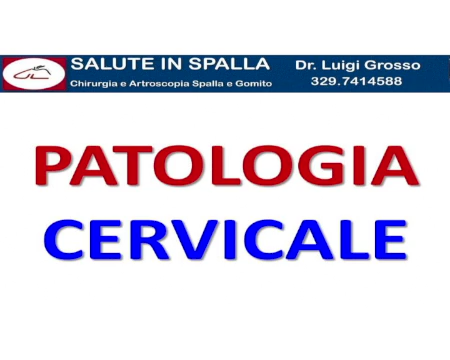 SALUTE IN SPALLA Dr. Luigi Grosso
Chirurgia e Artroscopia Spalla e Gomito 329.7414588
PATOLOGIA
CERVICALE